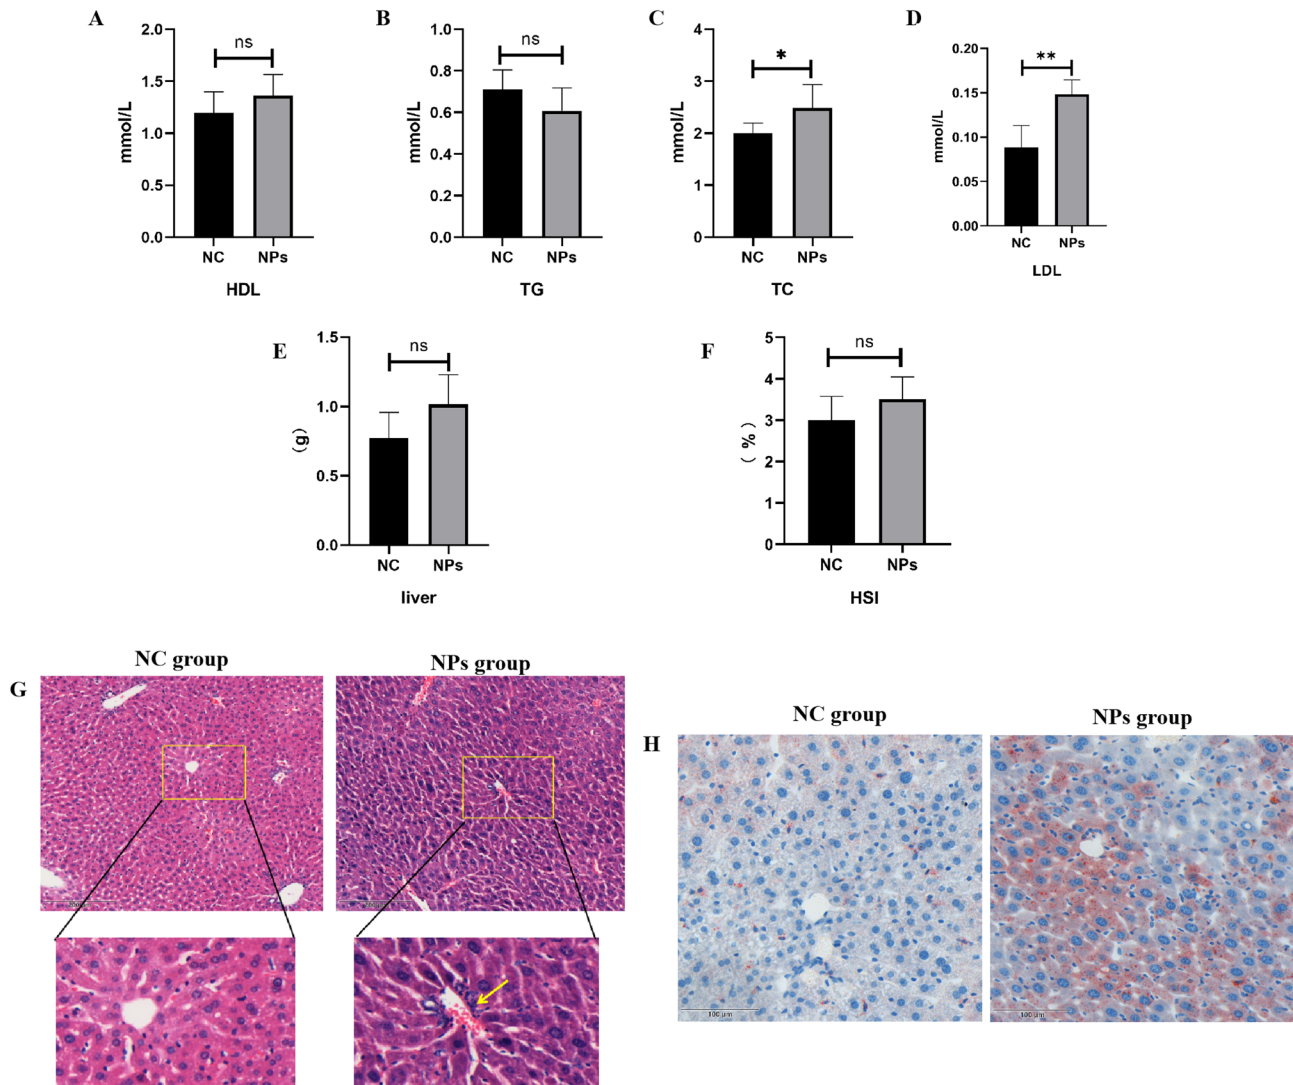 A
2.0
1.5
1.0
0.5
0.0
mmol/L
ns
NC NPs
HDL
B
1.0
0.8
0.6
0.4
0.2
0.0
mmol/L
ns
NC NPs
TG
C
4
3
2
1
0
mmol/L
*
NC NPs
TC
D
0.20
0.15
0.10
0.05
0.00
mmol/L
**
NC NPs
LDL
E
1.5
1.0
0.5
0.0
(g)
ns
NC NPs
liver
F
5
4
3
2
1
0
( % )
ns
NC NPs
HSI
G
NC group
NPs group
H
NC group
NPs group
100 μm
100 μm